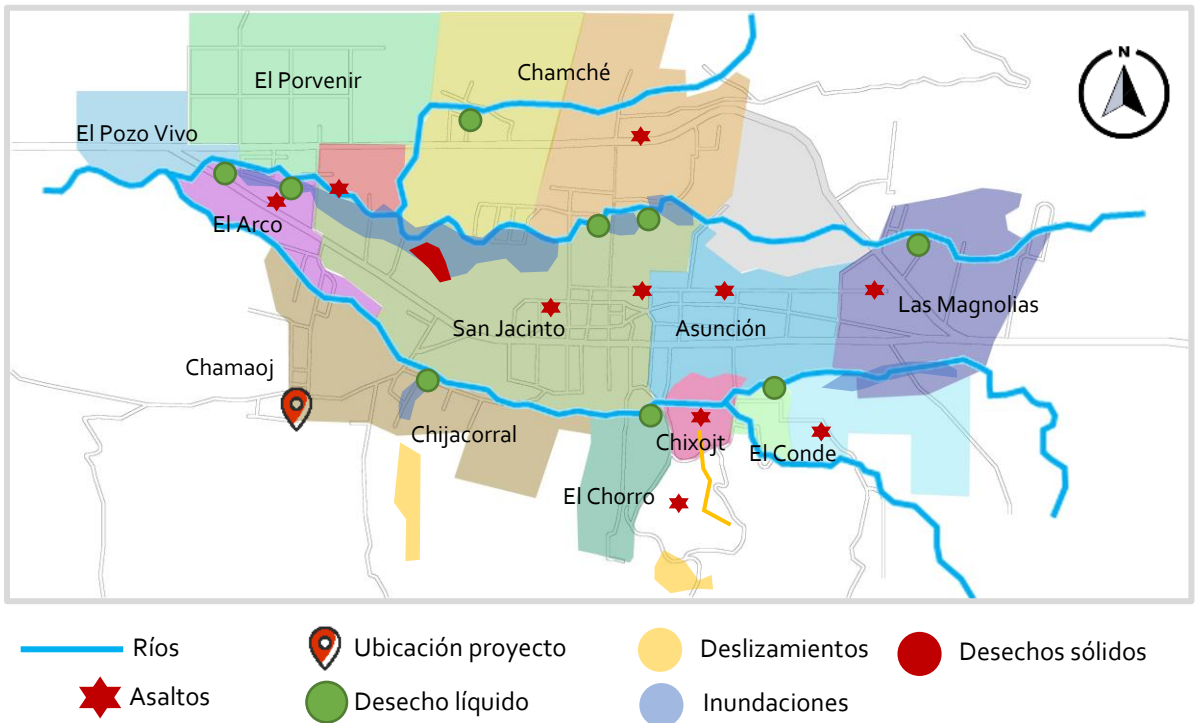 N
El Porvenir
Chamché
El Pozo Vivo
El Arco
San Jacinto
Asunción
Las Magnolias
Chamaoj
Chijacorral
Chixojt
El Conde
El Chorro
Ríos
Ubicación proyecto
Deslizamientos
Desechos sólidos
Asaltos
Desecho líquido
Inundaciones